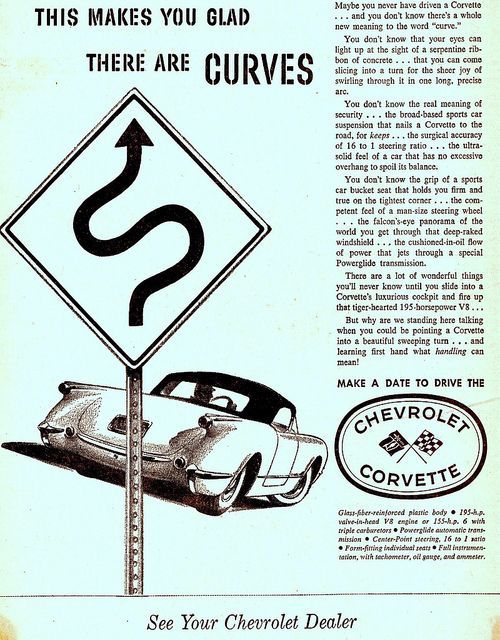 THIS MAKES YOU GLAD
THERE ARE CURVES
Maybe you never have driven a Corvette
. . . and you don't know there's a whole
new meaning to the word "curve."
You don't know that your eyes can
light up at the sight of a serpentine rib-
bon of concrete . . . that you can come
slicing into a turn for the sheer joy of
swirling through it in one long, precise
arc.
You don't know the real meaning of
security . . . the broad-based sports car
suspension that nails a Corvette to the
road, for keeps . . . the surgical accuracy
of 16 to 1 steering ratio . . . the ultra-
solid feel of a car that has no excessive
overhang to spoil its balance.
You don't know the grip of a sports
car bucket seat that holds you firm and
true on the tightest corner . . . the com-
petent feel of a man-size steering wheel
. . . the falcon's-eye panorama of the
world you get through that deep-raked
windshield . . . the cushioned-in-oil flow
of power that jets through a special
Powerglide transmission.
There are a lot of wonderful things
you'll never know until you slide into a
Corvette's luxurious cockpit and fire up
that tiger-hearted 195-horsepower V8 . . .
But why are we standing here talking
when you could be pointing a Corvette
into a beautiful sweeping turn . . . and
learning first hand what handling can
mean!
MAKE A DATE TO DRIVE THE
CHEVROLET
CORVETTE
Glass-fiber-reinforced plastic body • 195-h.p.
valve-in-head V8 engine or 155-h.p. 6 with
triple carburetors • Powerglide automatic trans-
mission • Center-Point steering, 16 to 1 ratio
• Form-fitting individual seats • Full instrumen-
tation, with tachometer, oil gauge, and ammeter.
See Your Chevrolet Dealer